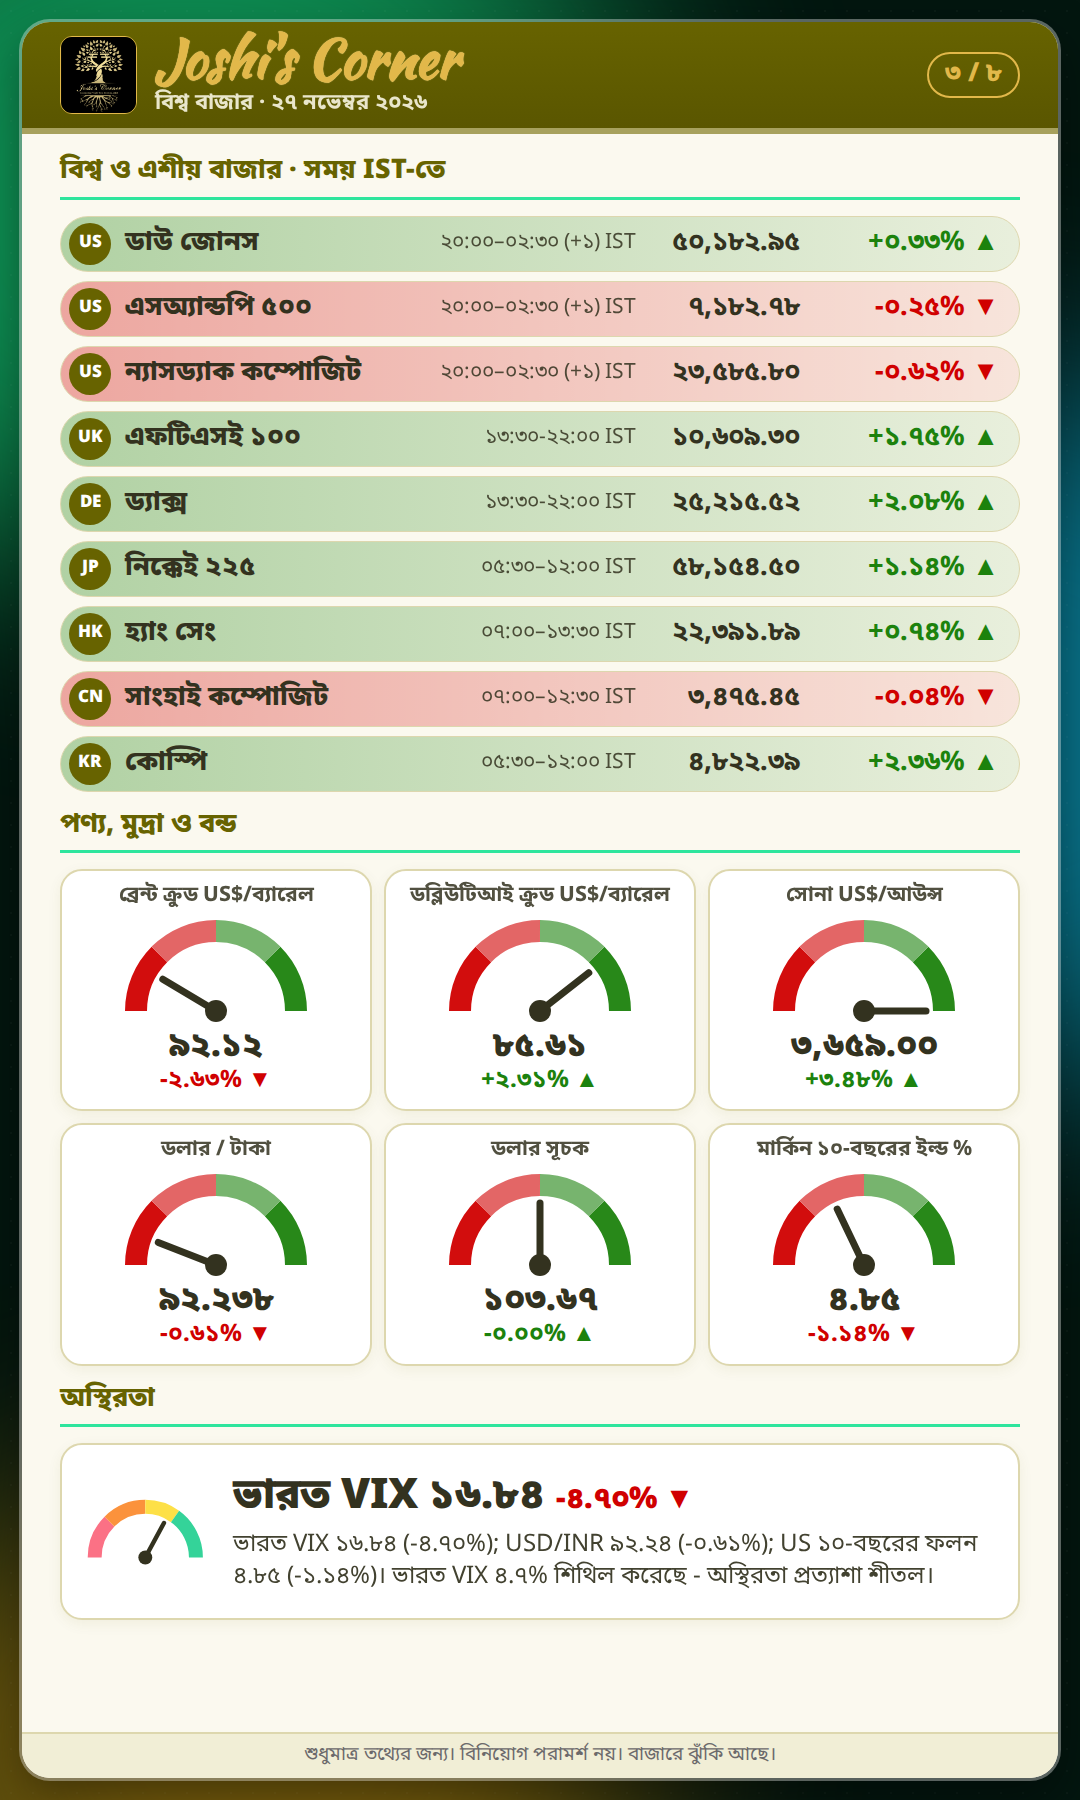 Joshi's Corner
বিশ্ব বাজার · ২৭ নভেম্বর ২০২৬
৩ / ৮
Joshi's Corner
বিশ্ব ও এশীয় বাজার · সময় IST-তে
US ডাউ জোনস ২০:০০–০২:৩০ (+১) IST ৫০,১৮২.৯৫ +০.৩৩% ▲
US এসঅ্যান্ডপি ৫০০ ২০:০০–০২:৩০ (+১) IST ৭,১৮২.৭৮ -০.২৫% ▼
US ন্যাসড্যাক কম্পোজিট ২০:০০–০২:৩০ (+১) IST ২৩,৫৮৫.৮০ -০.৬২% ▼
UK এফটিএসই ১০০ ১৩:৩০-২২:০০ IST ১০,৬০৯.৩০ +১.৭৫% ▲
DE ড্যাক্স ১৩:৩০-২২:০০ IST ২৫,২১৫.৫২ +২.০৮% ▲
JP নিক্কেই ২২৫ ০৫:৩০–১২:০০ IST ৫৮,১৫৪.৫০ +১.১৪% ▲
HK হ্যাং সেং ০৭:০০–১৩:৩০ IST ২২,৩৯১.৮৯ +০.৭৪% ▲
CN সাংহাই কম্পোজিট ০৭:০০–১২:৩০ IST ৩,৪৭৫.৪৫ -০.০৪% ▼
KR কোস্পি ০৫:৩০–১২:০০ IST ৪,৮২২.৩৯ +২.৩৬% ▲
পণ্য, মুদ্রা ও বন্ড
ব্রেন্ট ক্রুড US$/ব্যারেল ডব্লিউটিআই ক্রুড US$/ব্যারেল সোনা US$/আউন্স
৯২.১২ ৮৫.৬১ ৩,৬৫৯.০০
-২.৬৩% ▼ +২.৩১% ▲ +৩.৪৮% ▲
ডলার / টাকা ডলার সূচক মার্কিন ১০-বছরের ইল্ড %
৯২.২৩৮ ১০৩.৬৭ ৪.৮৫
-০.৬১% ▼ -০.০০% ▲ -১.১৪% ▼
অস্থিরতা
ভারত VIX ১৬.৮৪ -৪.৭০% ▼
ভারত VIX ১৬.৮৪ (-৪.৭০%); USD/INR ৯২.২৪ (-০.৬১%); US ১০-বছরের ফলন
৪.৮৫ (-১.১৪%)। ভারত VIX ৪.৭% শিথিল করেছে - অস্থিরতা প্রত্যাশা শীতল।
শুধুমাত্র তথ্যের জন্য। বিনিয়োগ পরামর্শ নয়। বাজারে ঝুঁকি আছে।